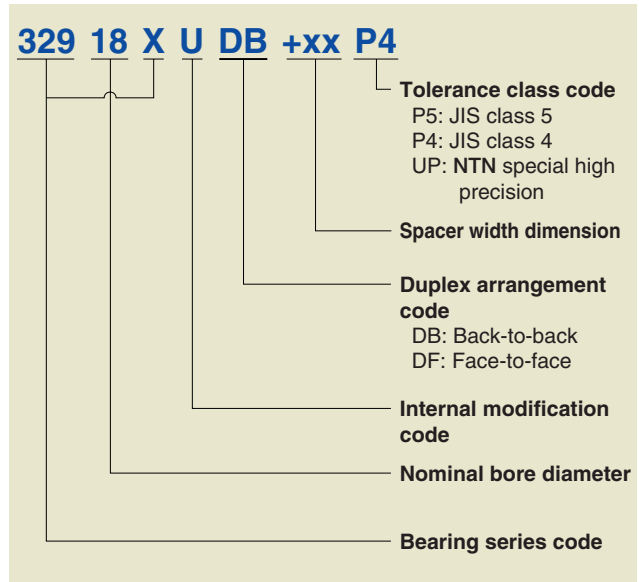 329 18 X U DB +xx P4
Tolerance class code
P5: JIS class 5
P4: JIS class 4
UP: NTN special high
precision
Spacer width dimension
Duplex arrangement
code
DB: Back-to-back
DF: Face-to-face
Internal modification
code
Nominal bore diameter
Bearing series code